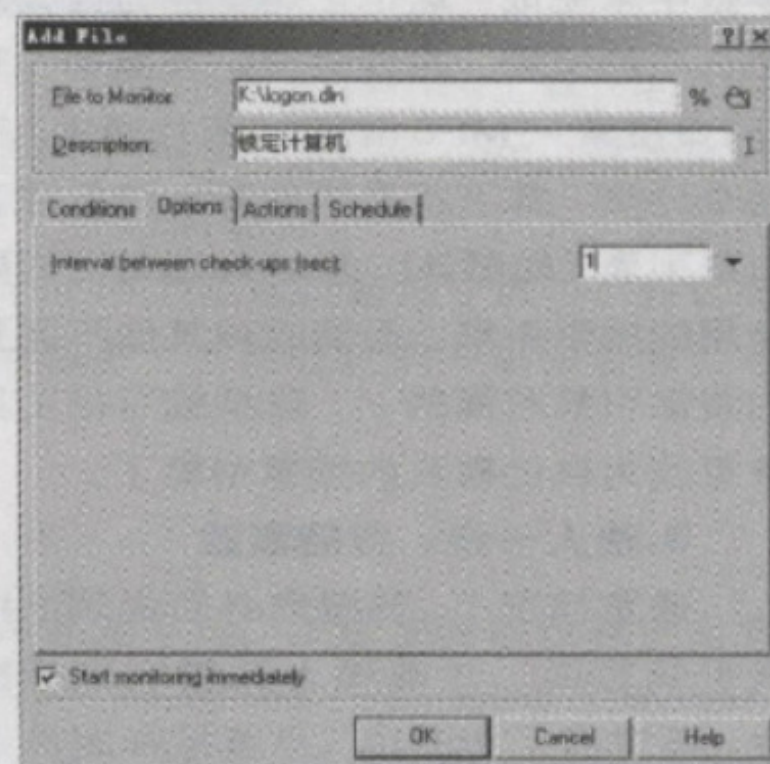 Add File
File to Monitor: K:\logon.dln
Description: 锁定计算机
Conditions Options Actions Schedule
Interval between check-ups (sec): 1
Start monitoring immediately
OK Cancel Help